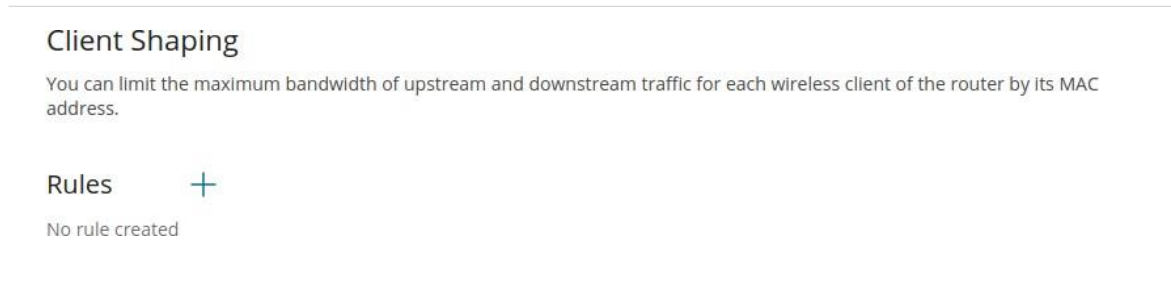 Client Shaping
You can limit the maximum bandwidth of upstream and downstream traffic for each wireless client of the router by its MAC
address.
Rules
No rule created